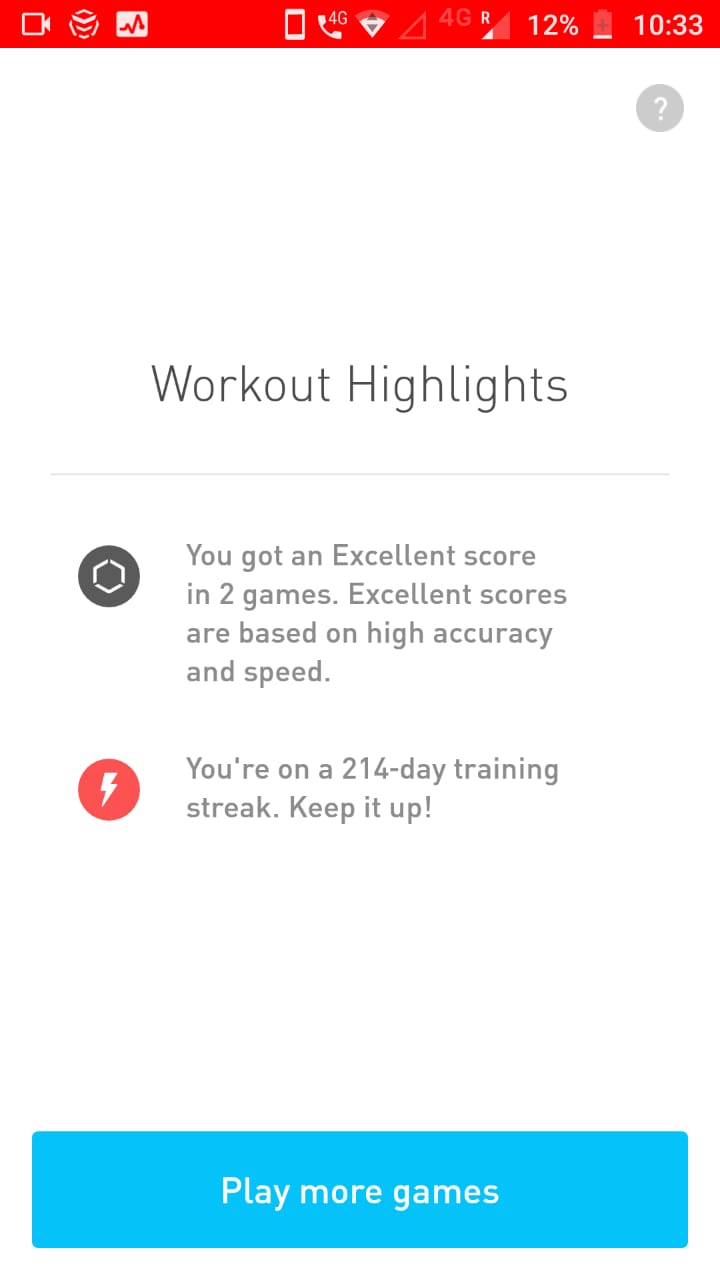 4G 4G R 12% 10:33
?
Workout Highlights
You got an Excellent score
in 2 games. Excellent scores
are based on high accuracy
and speed.
You're on a 214-day training
streak. Keep it up!
Play more games